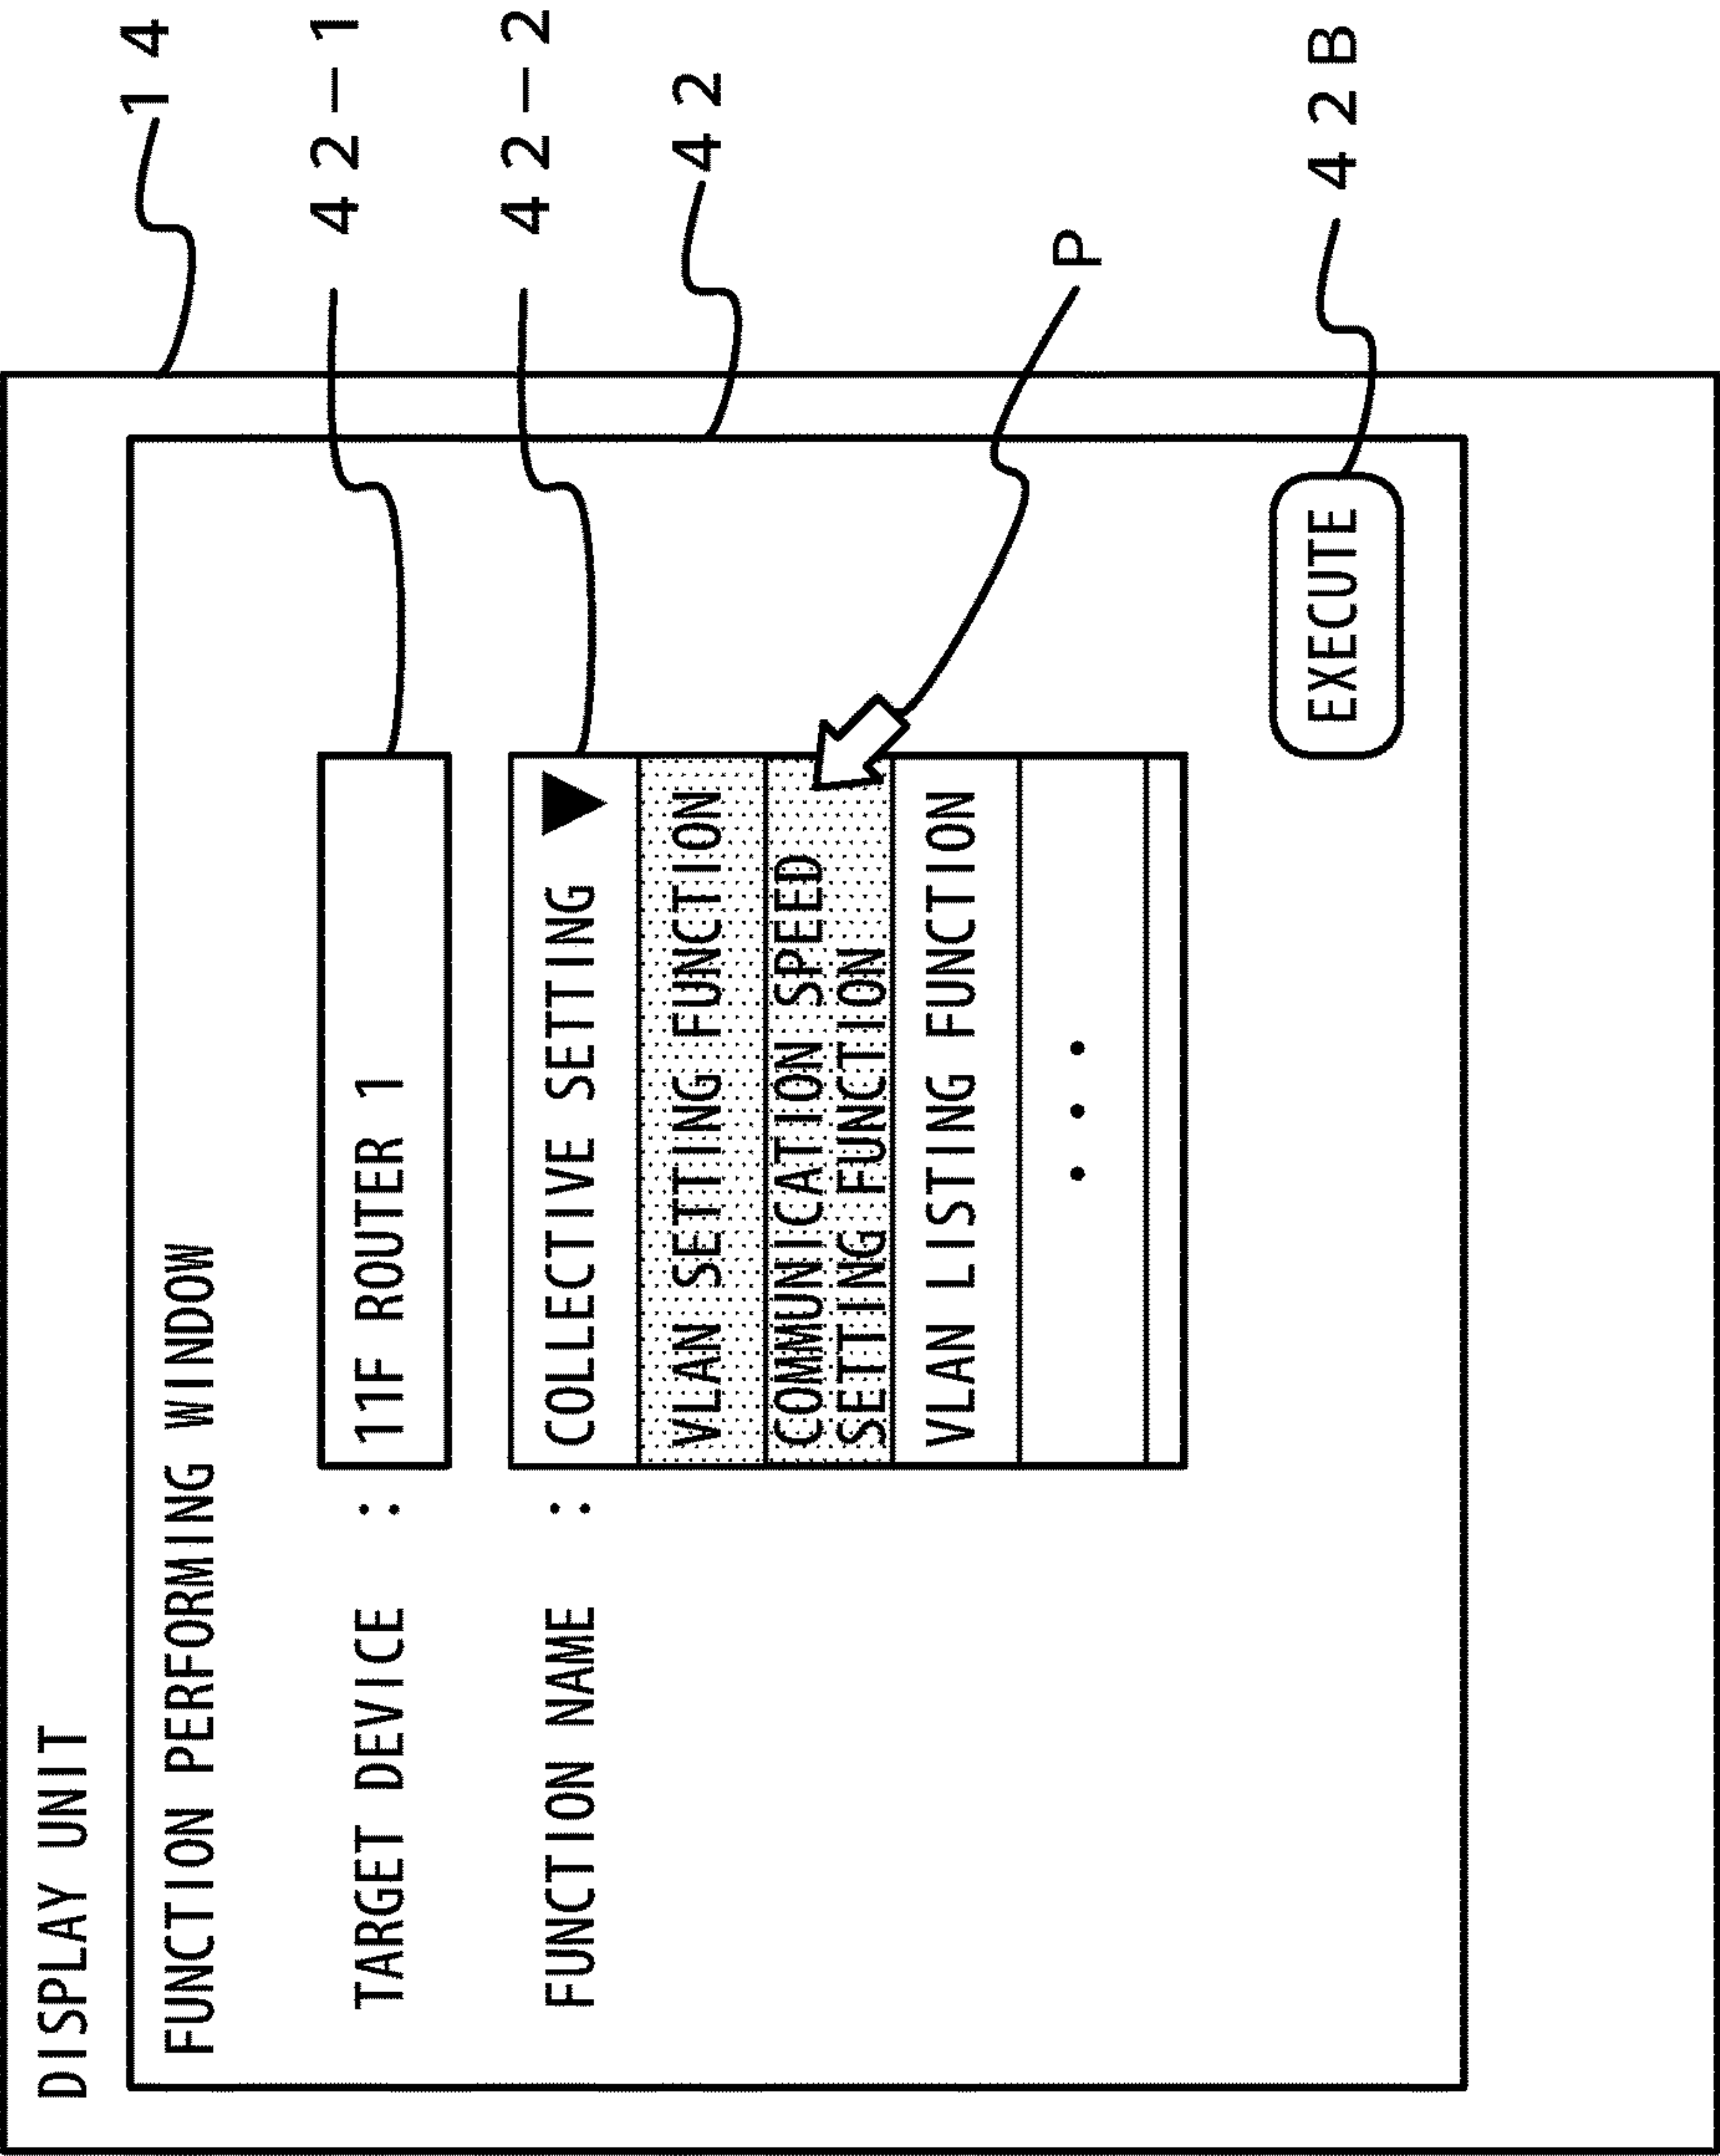 DISPLAY UNIT
14
FUNCTION PERFORMING WINDOW
TARGET DEVICE : 11F ROUTER 1
42-1
FUNCTION NAME : COLLECTIVE SETTING
42-2
VLAN SETTING FUNCTION
42
COMMUNICATION SPEED
SETTING FUNCTION
VLAN LISTING FUNCTION
• • •
P
EXECUTE
42B